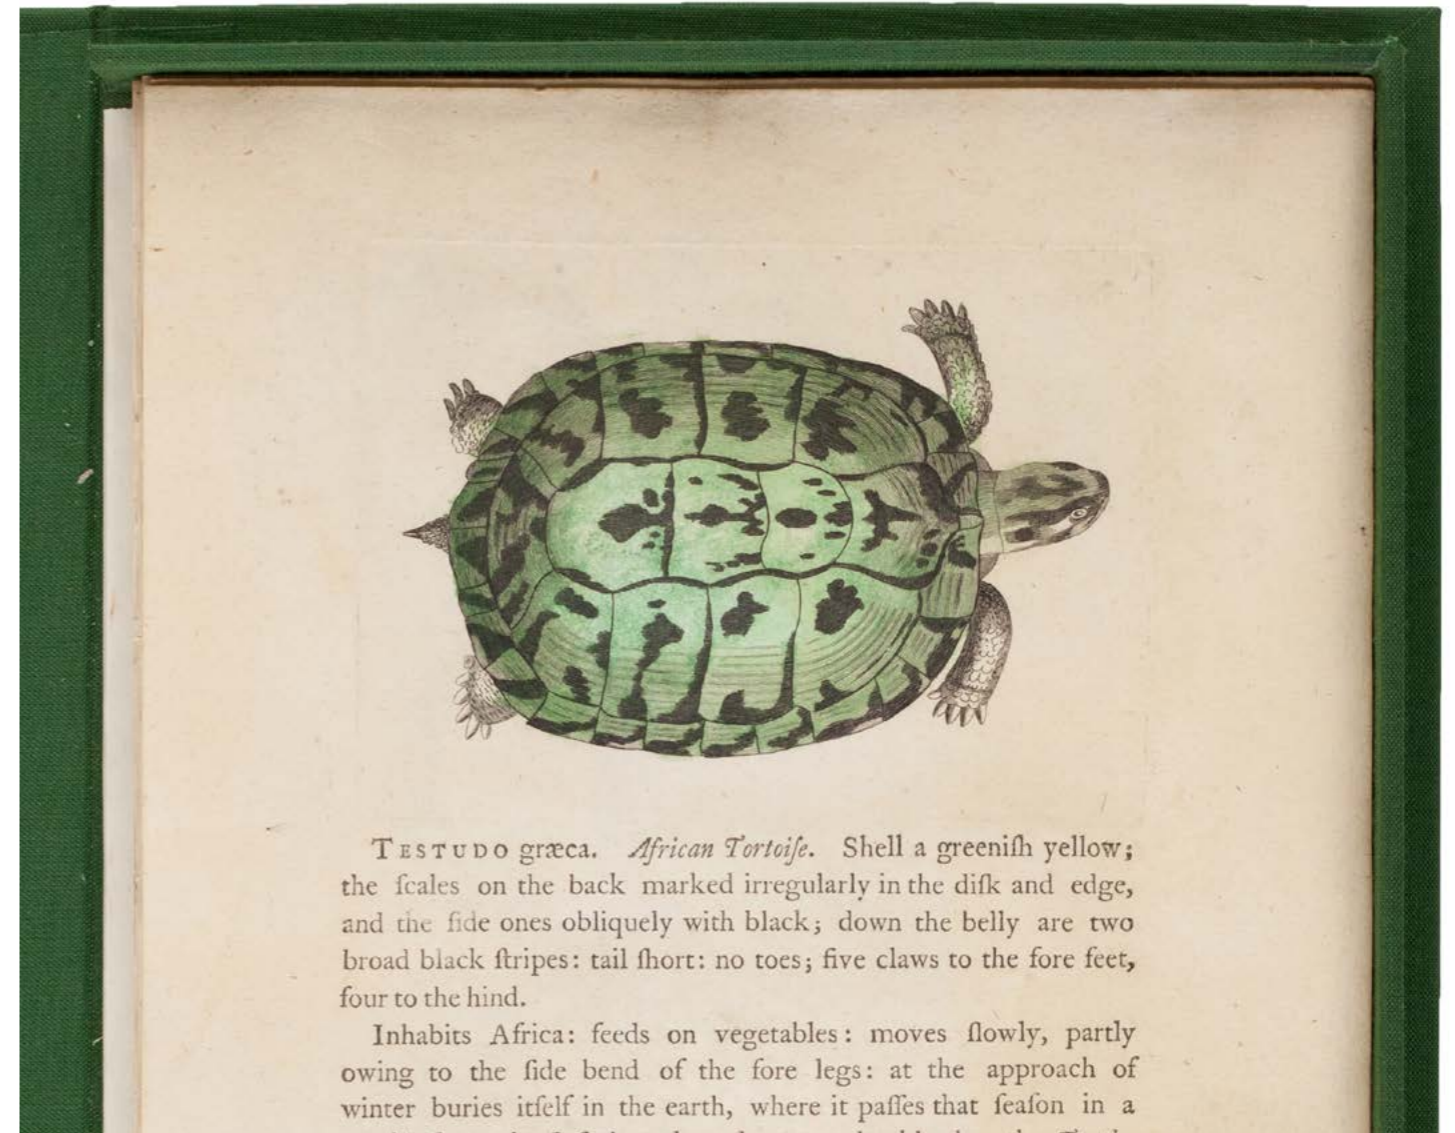 TESTUDO græca. African Tortoiſe. Shell a greeniſh yellow;
the ſcales on the back marked irregularly in the diſk and edge,
and the ſide ones obliquely with black; down the belly are two
broad black ſtripes: tail ſhort: no toes; five claws to the fore feet,
four to the hind.
Inhabits Africa: feeds on vegetables: moves ſlowly, partly
owing to the ſide bend of the fore legs: at the approach of
winter buries itſelf in the earth, where it paſſes that ſeaſon in a